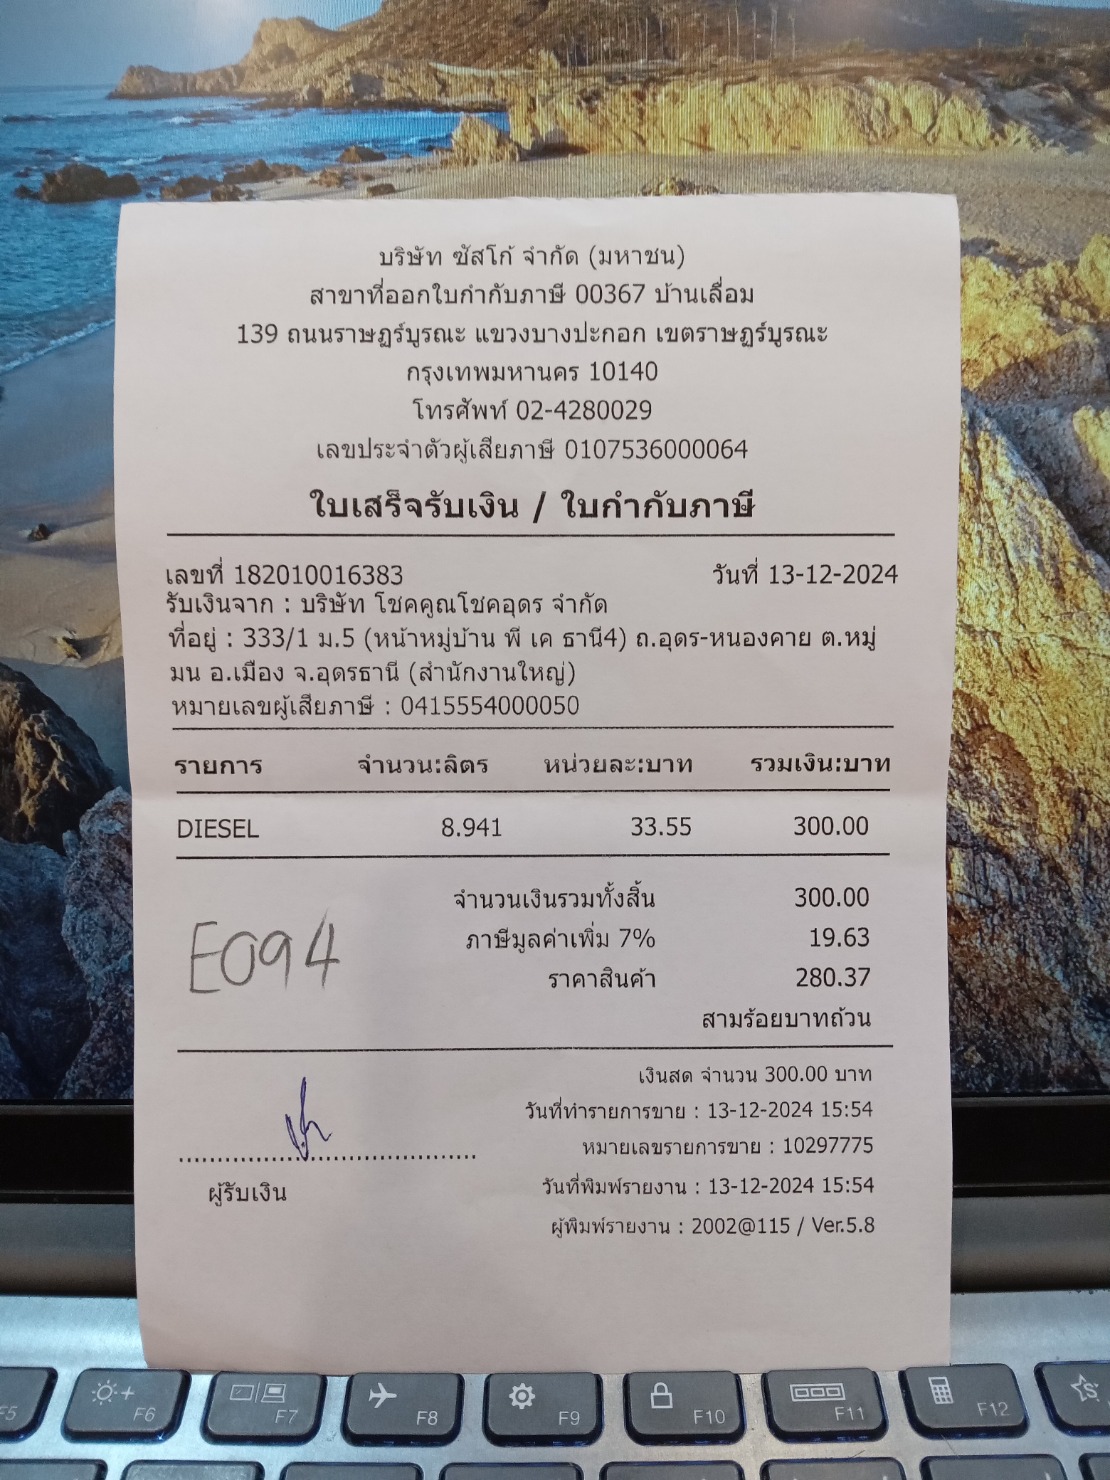 บริษัท ซัสโก้ จำกัด (มหาชน)
สาขาที่ออกใบกำกับภาษี 00367 บ้านเลื่อม
139 ถนนราษฏร์บูรณะ แขวงบางปะกอก เขตราษฏร์บูรณะ
กรุงเทพมหานคร 10140
โทรศัพท์ 02-4280029
เลขประจำตัวผู้เสียภาษี 0107536000064
ใบเสร็จรับเงิน / ใบกำกับภาษี
เลขที่ 182010016383 วันที่ 13-12-2024
รับเงินจาก : บริษัท โชคคูณโชคอุดร จำกัด
ที่อยู่ : 333/1 ม.5 (หน้าหมู่บ้าน พี เค ธานี4) ถ.อุดร-หนองคาย ต.หมู่
มน อ.เมือง จ.อุดรธานี (สำนักงานใหญ่)
หมายเลขผู้เสียภาษี : 0415554000050
รายการ จำนวน:ลิตร หน่วยละ:บาท รวมเงิน:บาท
DIESEL 8.941 33.55 300.00
จำนวนเงินรวมทั้งสิ้น 300.00
ภาษีมูลค่าเพิ่ม 7% 19.63
E094
ราคาสินค้า 280.37
สามร้อยบาทถ้วน
เงินสด จำนวน 300.00 บาท
วันที่ทำรายการขาย : 13-12-2024 15:54
หมายเลขรายการขาย : 10297775
ผู้รับเงิน วันที่พิมพ์รายงาน : 13-12-2024 15:54
ผู้พิมพ์รายงาน : 2002@115 / Ver.5.8
F5 F6 F7 F8 F9 F10 F11 F12